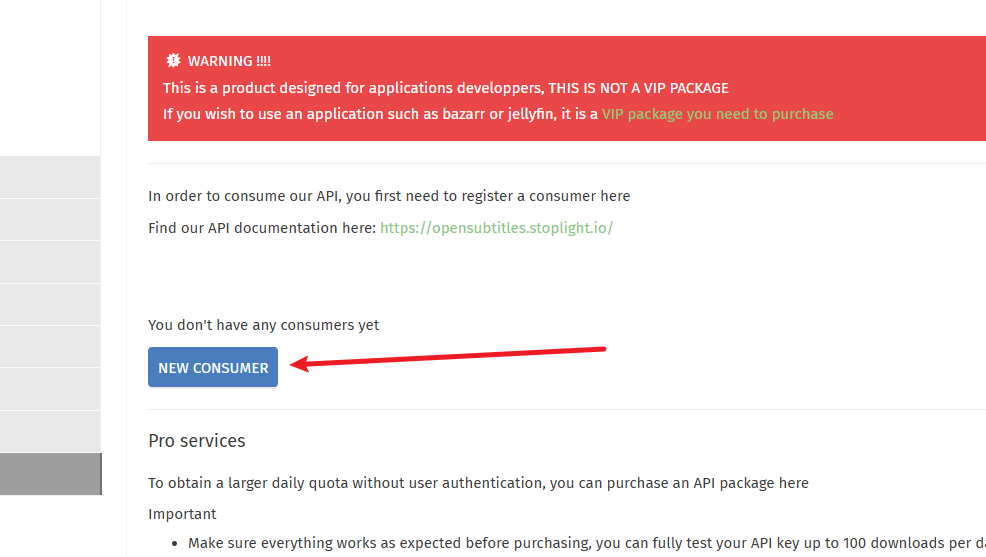 WARNING !!!!
This is a product designed for applications developpers, THIS IS NOT A VIP PACKAGE
If you wish to use an application such as bazarr or jellyfin, it is a VIP package you need to purchase
In order to consume our API, you first need to register a consumer here
Find our API documentation here: https://opensubtitles.stoplight.io/
You don't have any consumers yet
NEW CONSUMER
Pro services
To obtain a larger daily quota without user authentication, you can purchase an API package here
Important
• Make sure everything works as expected before purchasing, you can fully test your API key up to 100 downloads per